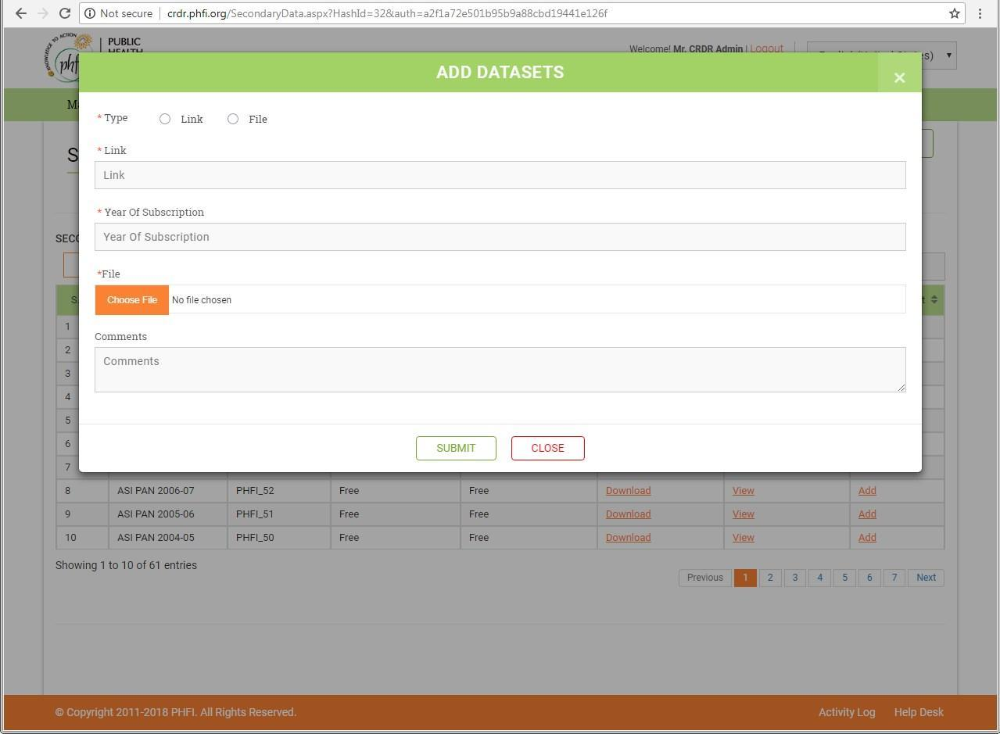 Not secure crdr.phfi.org/SecondaryData.aspx?HashId=32&auth=a2f1a72e501b95b9a88cbd19441e126f
KNOWLEDGE TO ACTION
phf
PUBLIC
HEALTH
Welcome! Mr. CRDR Admin | Logout
ADD DATASETS ×
* Type Link File
* Link
Link
* Year Of Subscription
Year Of Subscription
*File
Choose File No file chosen
Comments
Comments
SUBMIT CLOSE
1
2
3
4
5
6
7
8 ASI PAN 2006-07 PHFI_52 Free Free Download View Add
9 ASI PAN 2005-06 PHFI_51 Free Free Download View Add
10 ASI PAN 2004-05 PHFI_50 Free Free Download View Add
Showing 1 to 10 of 61 entries
Previous 1 2 3 4 5 6 7 Next
© Copyright 2011-2018 PHFI. All Rights Reserved. Activity Log Help Desk